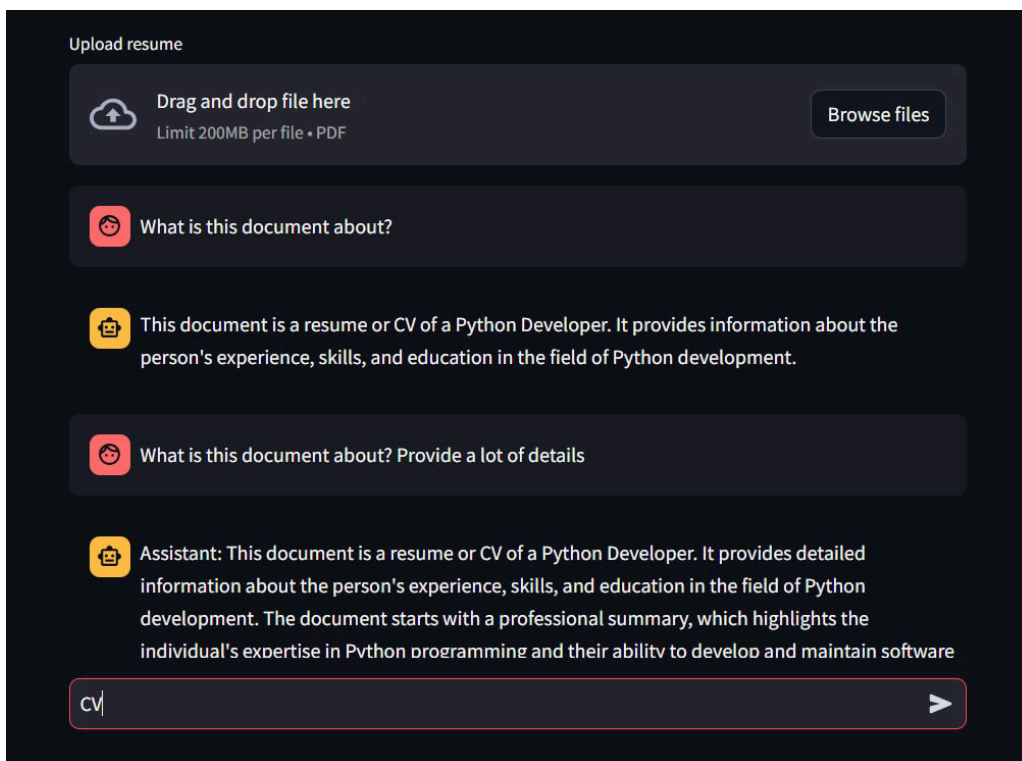 Upload resume
Drag and drop file here
Limit 200MB per file • PDF
Browse files
What is this document about?
This document is a resume or CV of a Python Developer. It provides information about the
person's experience, skills, and education in the field of Python development.
What is this document about? Provide a lot of details
Assistant: This document is a resume or CV of a Python Developer. It provides detailed
information about the person's experience, skills, and education in the field of Python
development. The document starts with a professional summary, which highlights the
individual's expertise in Python programming and their ability to develop and maintain software
CV